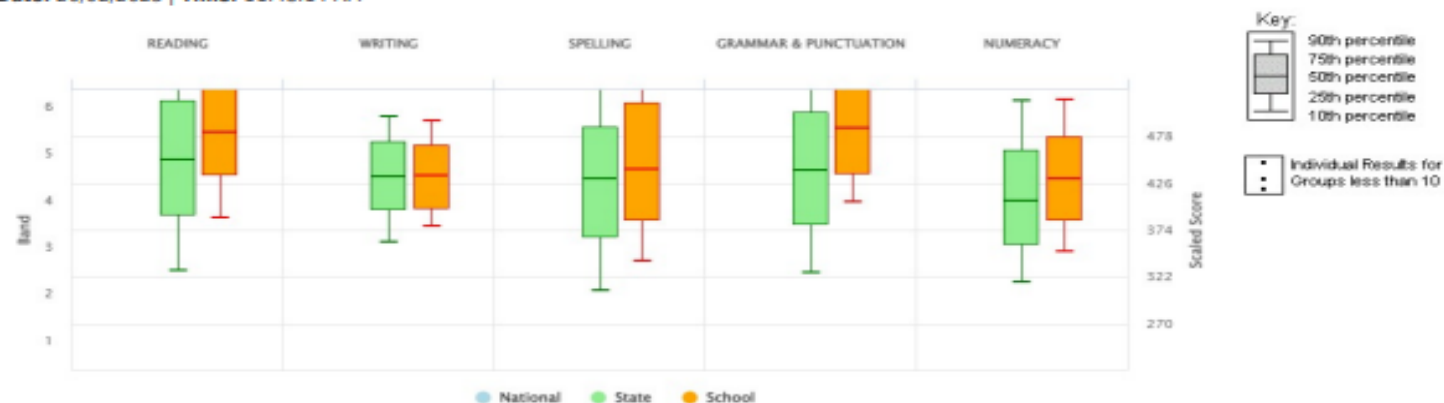 READING
WRITING
SPELLING
GRAMMAR & PUNCTUATION
NUMERACY
Key:
90th percentile
75th percentile
50th percentile
25th percentile
10th percentile
Individual Results for
Groups less than 10
Band
6
5
4
3
2
1
478
426
374
322
270
Scaled Score
National
State
School